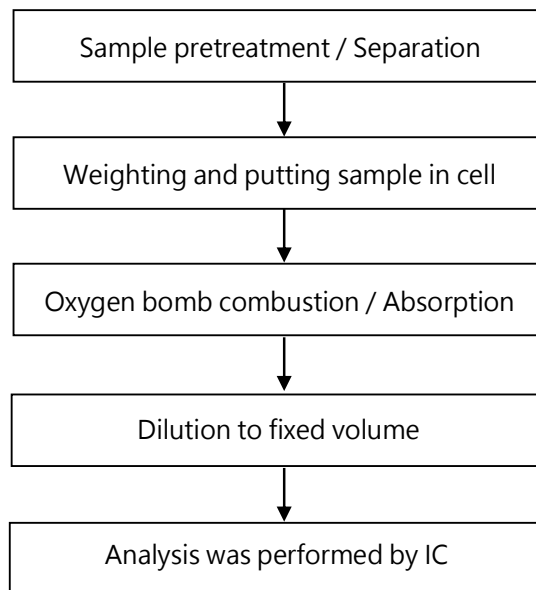 Sample pretreatment / Separation
Weighting and putting sample in cell
Oxygen bomb combustion / Absorption
Dilution to fixed volume
Analysis was performed by IC